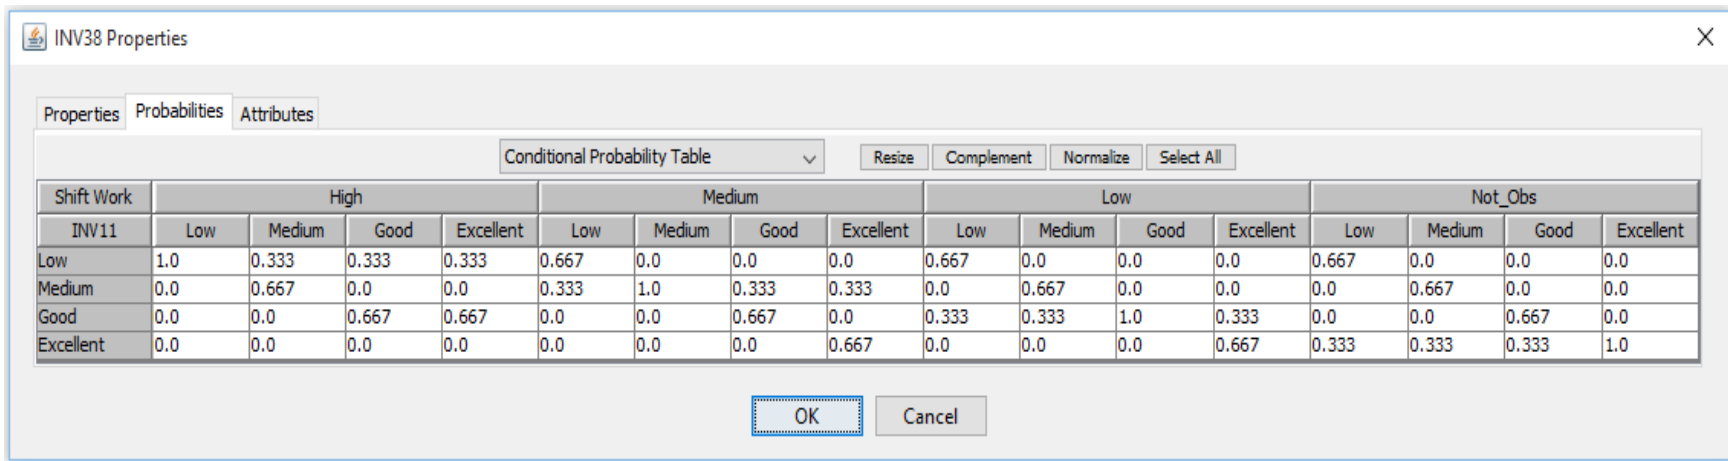 INV38 Properties
Properties Probabilities Attributes
Conditional Probability Table Resize Complement Normalize Select All
Shift Work High Medium Low Not_Obs
INV11 Low Medium Good Excellent Low Medium Good Excellent Low Medium Good Excellent Low Medium Good Excellent
Low 1.0 0.333 0.333 0.333 0.667 0.0 0.0 0.0 0.667 0.0 0.0 0.0 0.667 0.0 0.0 0.0
Medium 0.0 0.667 0.0 0.0 0.333 1.0 0.333 0.333 0.0 0.667 0.0 0.0 0.0 0.667 0.0 0.0
Good 0.0 0.0 0.667 0.667 0.0 0.0 0.667 0.0 0.333 0.333 1.0 0.333 0.0 0.0 0.667 0.0
Excellent 0.0 0.0 0.0 0.0 0.0 0.0 0.0 0.667 0.0 0.0 0.0 0.667 0.333 0.333 0.333 1.0
OK Cancel